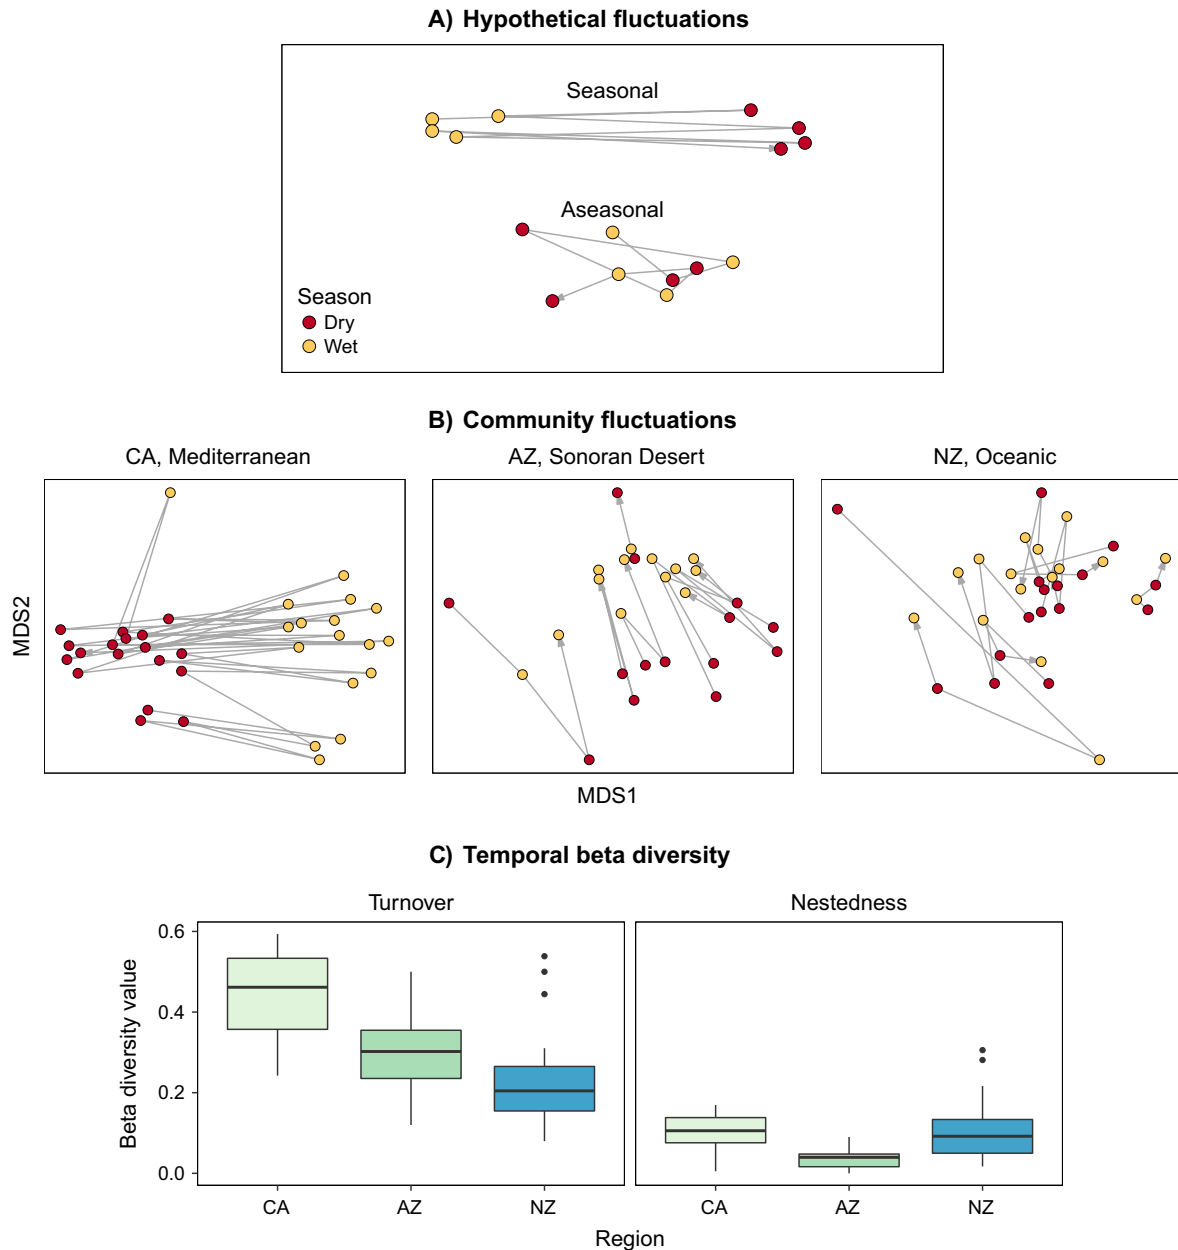 A) Hypothetical fluctuations
Seasonal
Aseasonal
Season
Dry
Wet
B) Community fluctuations
CA, Mediterranean
AZ, Sonoran Desert
NZ, Oceanic
MDS2
MDS1
C) Temporal beta diversity
Turnover
Nestedness
Beta diversity value
0.6
0.4
0.2
0.0
CA
AZ
NZ
CA
AZ
NZ
Region